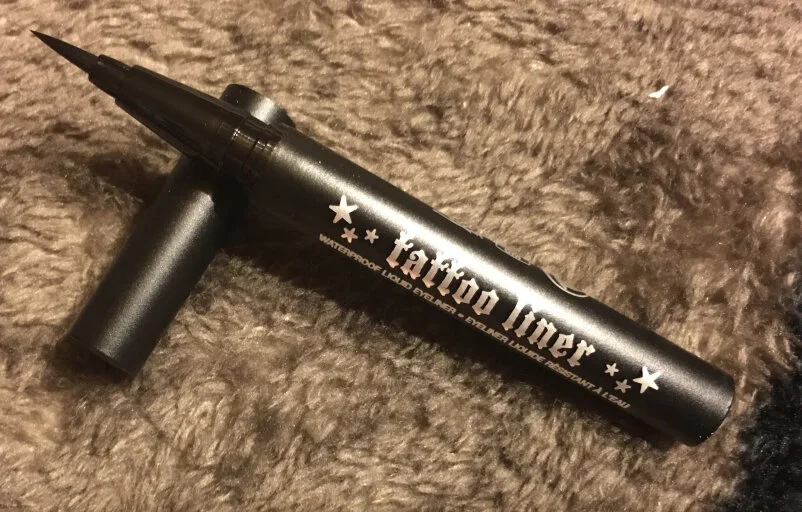 tattoo liner
WATERPROOF LIQUID EYELINER • EYELINER LIQUIDE RÉSISTANT À L'EAU